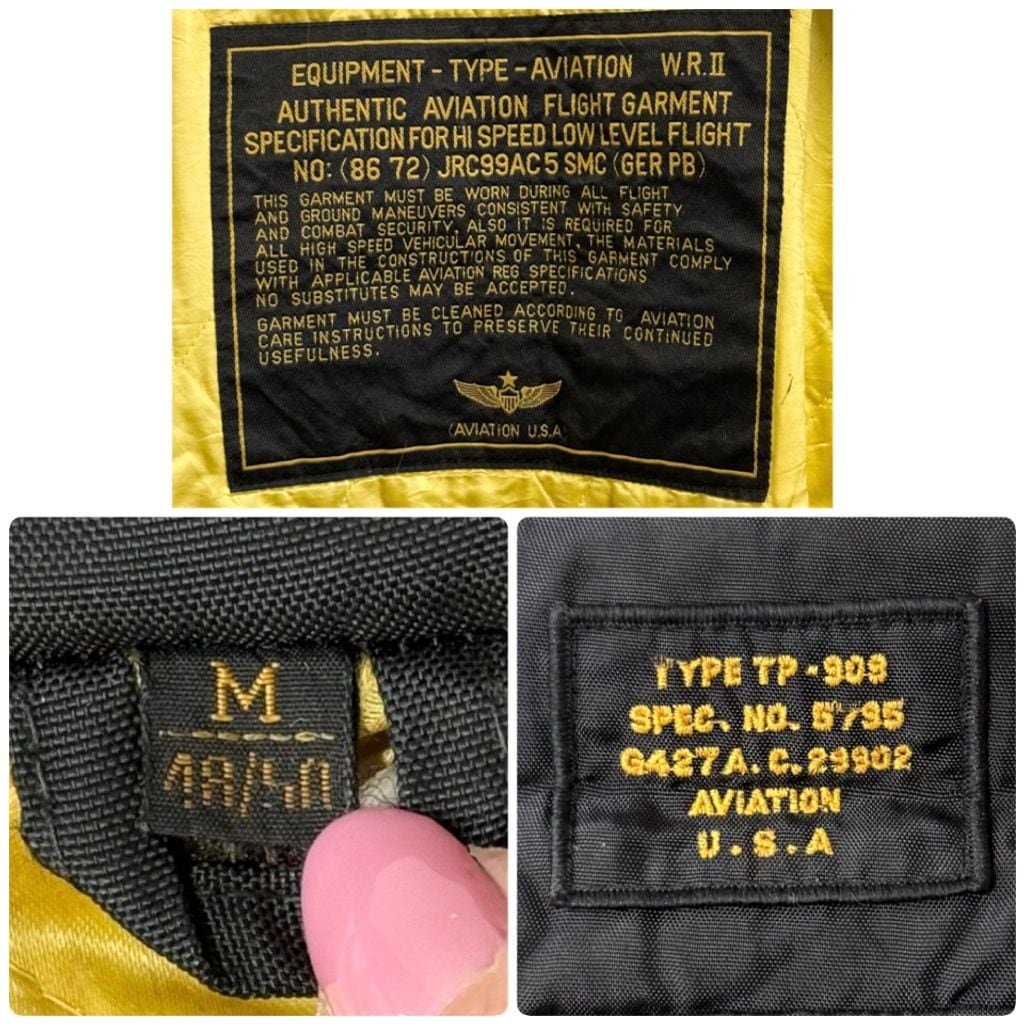 EQUIPMENT - TYPE - AVIATION W.R.II
AUTHENTIC AVIATION FLIGHT GARMENT
SPECIFICATION FOR HI SPEED LOW LEVEL FLIGHT
NO: (86 72) JRC99AC5 SMC (GER PB)
THIS GARMENT MUST BE WORN DURING ALL FLIGHT
AND GROUND MANEUVERS CONSISTENT WITH SAFETY
AND COMBAT SECURITY. ALSO IT IS REQUIRED FOR
ALL HIGH SPEED VEHICULAR MOVEMENT. THE MATERIALS
USED IN THE CONSTRUCTIONS OF THIS GARMENT COMPLY
WITH APPLICABLE AVIATION REG SPECIFICATIONS
NO SUBSTITUTES MAY BE ACCEPTED.
GARMENT MUST BE CLEANED ACCORDING TO AVIATION
CARE INSTRUCTIONS TO PRESERVE THEIR CONTINUED
USEFULNESS.
(AVIATION U.S.A)
M
48/50
TYPE TP-909
SPEC. NO. 5"/95
G427A.C.29902
AVIATION
U.S.A